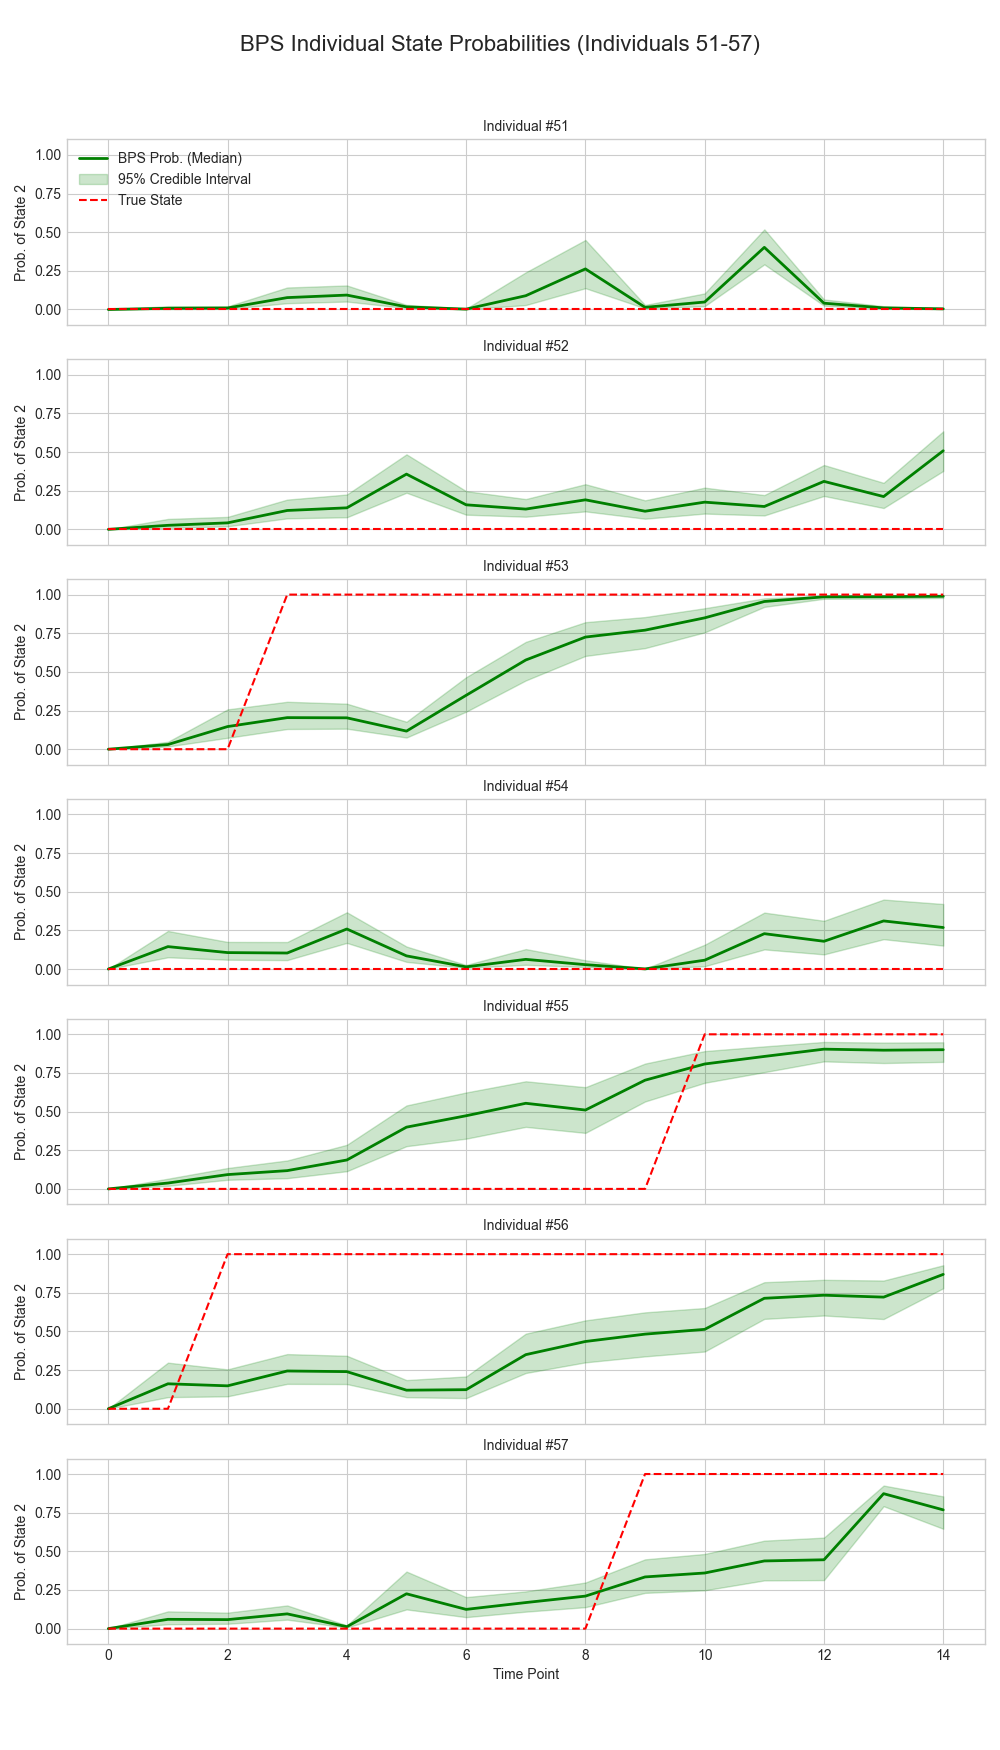 BPS Individual State Probabilities (Individuals 51-57)
Individual #51
BPS Prob. (Median)
95% Credible Interval
True State
Prob. of State 2
1.00
0.75
0.50
0.25
0.00
Individual #52
Prob. of State 2
1.00
0.75
0.50
0.25
0.00
Individual #53
Prob. of State 2
1.00
0.75
0.50
0.25
0.00
Individual #54
Prob. of State 2
1.00
0.75
0.50
0.25
0.00
Individual #55
Prob. of State 2
1.00
0.75
0.50
0.25
0.00
Individual #56
Prob. of State 2
1.00
0.75
0.50
0.25
0.00
Individual #57
Prob. of State 2
1.00
0.75
0.50
0.25
0.00
0 2 4 6 8 10 12 14
Time Point